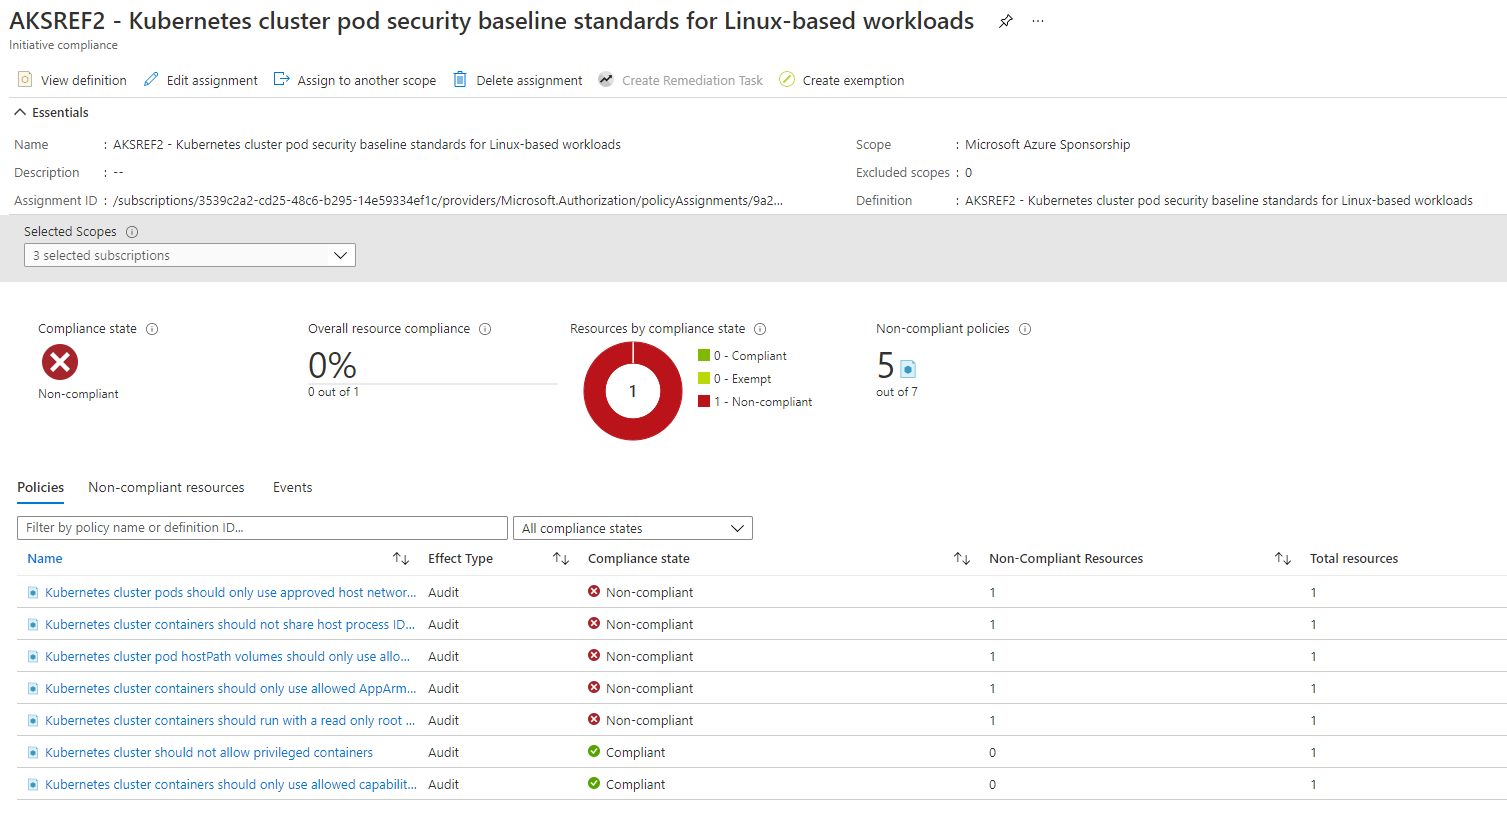 AKSREF2 - Kubernetes cluster pod security baseline standards for Linux-based workloads
Initiative compliance
View definition Edit assignment Assign to another scope Delete assignment Create Remediation Task Create exemption
Essentials
Name : AKSREF2 - Kubernetes cluster pod security baseline standards for Linux-based workloads Scope : Microsoft Azure Sponsorship
Description : -- Excluded scopes : 0
Assignment ID : /subscriptions/3539c2a2-cd25-48c6-b295-14e59334ef1c/providers/Microsoft.Authorization/policyAssignments/9a2... Definition : AKSREF2 - Kubernetes cluster pod security baseline standards for Linux-based workloads
Selected Scopes
3 selected subscriptions
Compliance state Overall resource compliance Resources by compliance state Non-compliant policies
Non-compliant
0%
0 out of 1
1
0 - Compliant
0 - Exempt
1 - Non-compliant
5
out of 7
Policies Non-compliant resources Events
Filter by policy name or definition ID... All compliance states
Name Effect Type Compliance state Non-Compliant Resources Total resources
Kubernetes cluster pods should only use approved host networ... Audit Non-compliant 1 1
Kubernetes cluster containers should not share host process ID... Audit Non-compliant 1 1
Kubernetes cluster pod hostPath volumes should only use allo... Audit Non-compliant 1 1
Kubernetes cluster containers should only use allowed AppArm... Audit Non-compliant 1 1
Kubernetes cluster containers should run with a read only root ... Audit Non-compliant 1 1
Kubernetes cluster should not allow privileged containers Audit Compliant 0 1
Kubernetes cluster containers should only use allowed capabilit... Audit Compliant 0 1